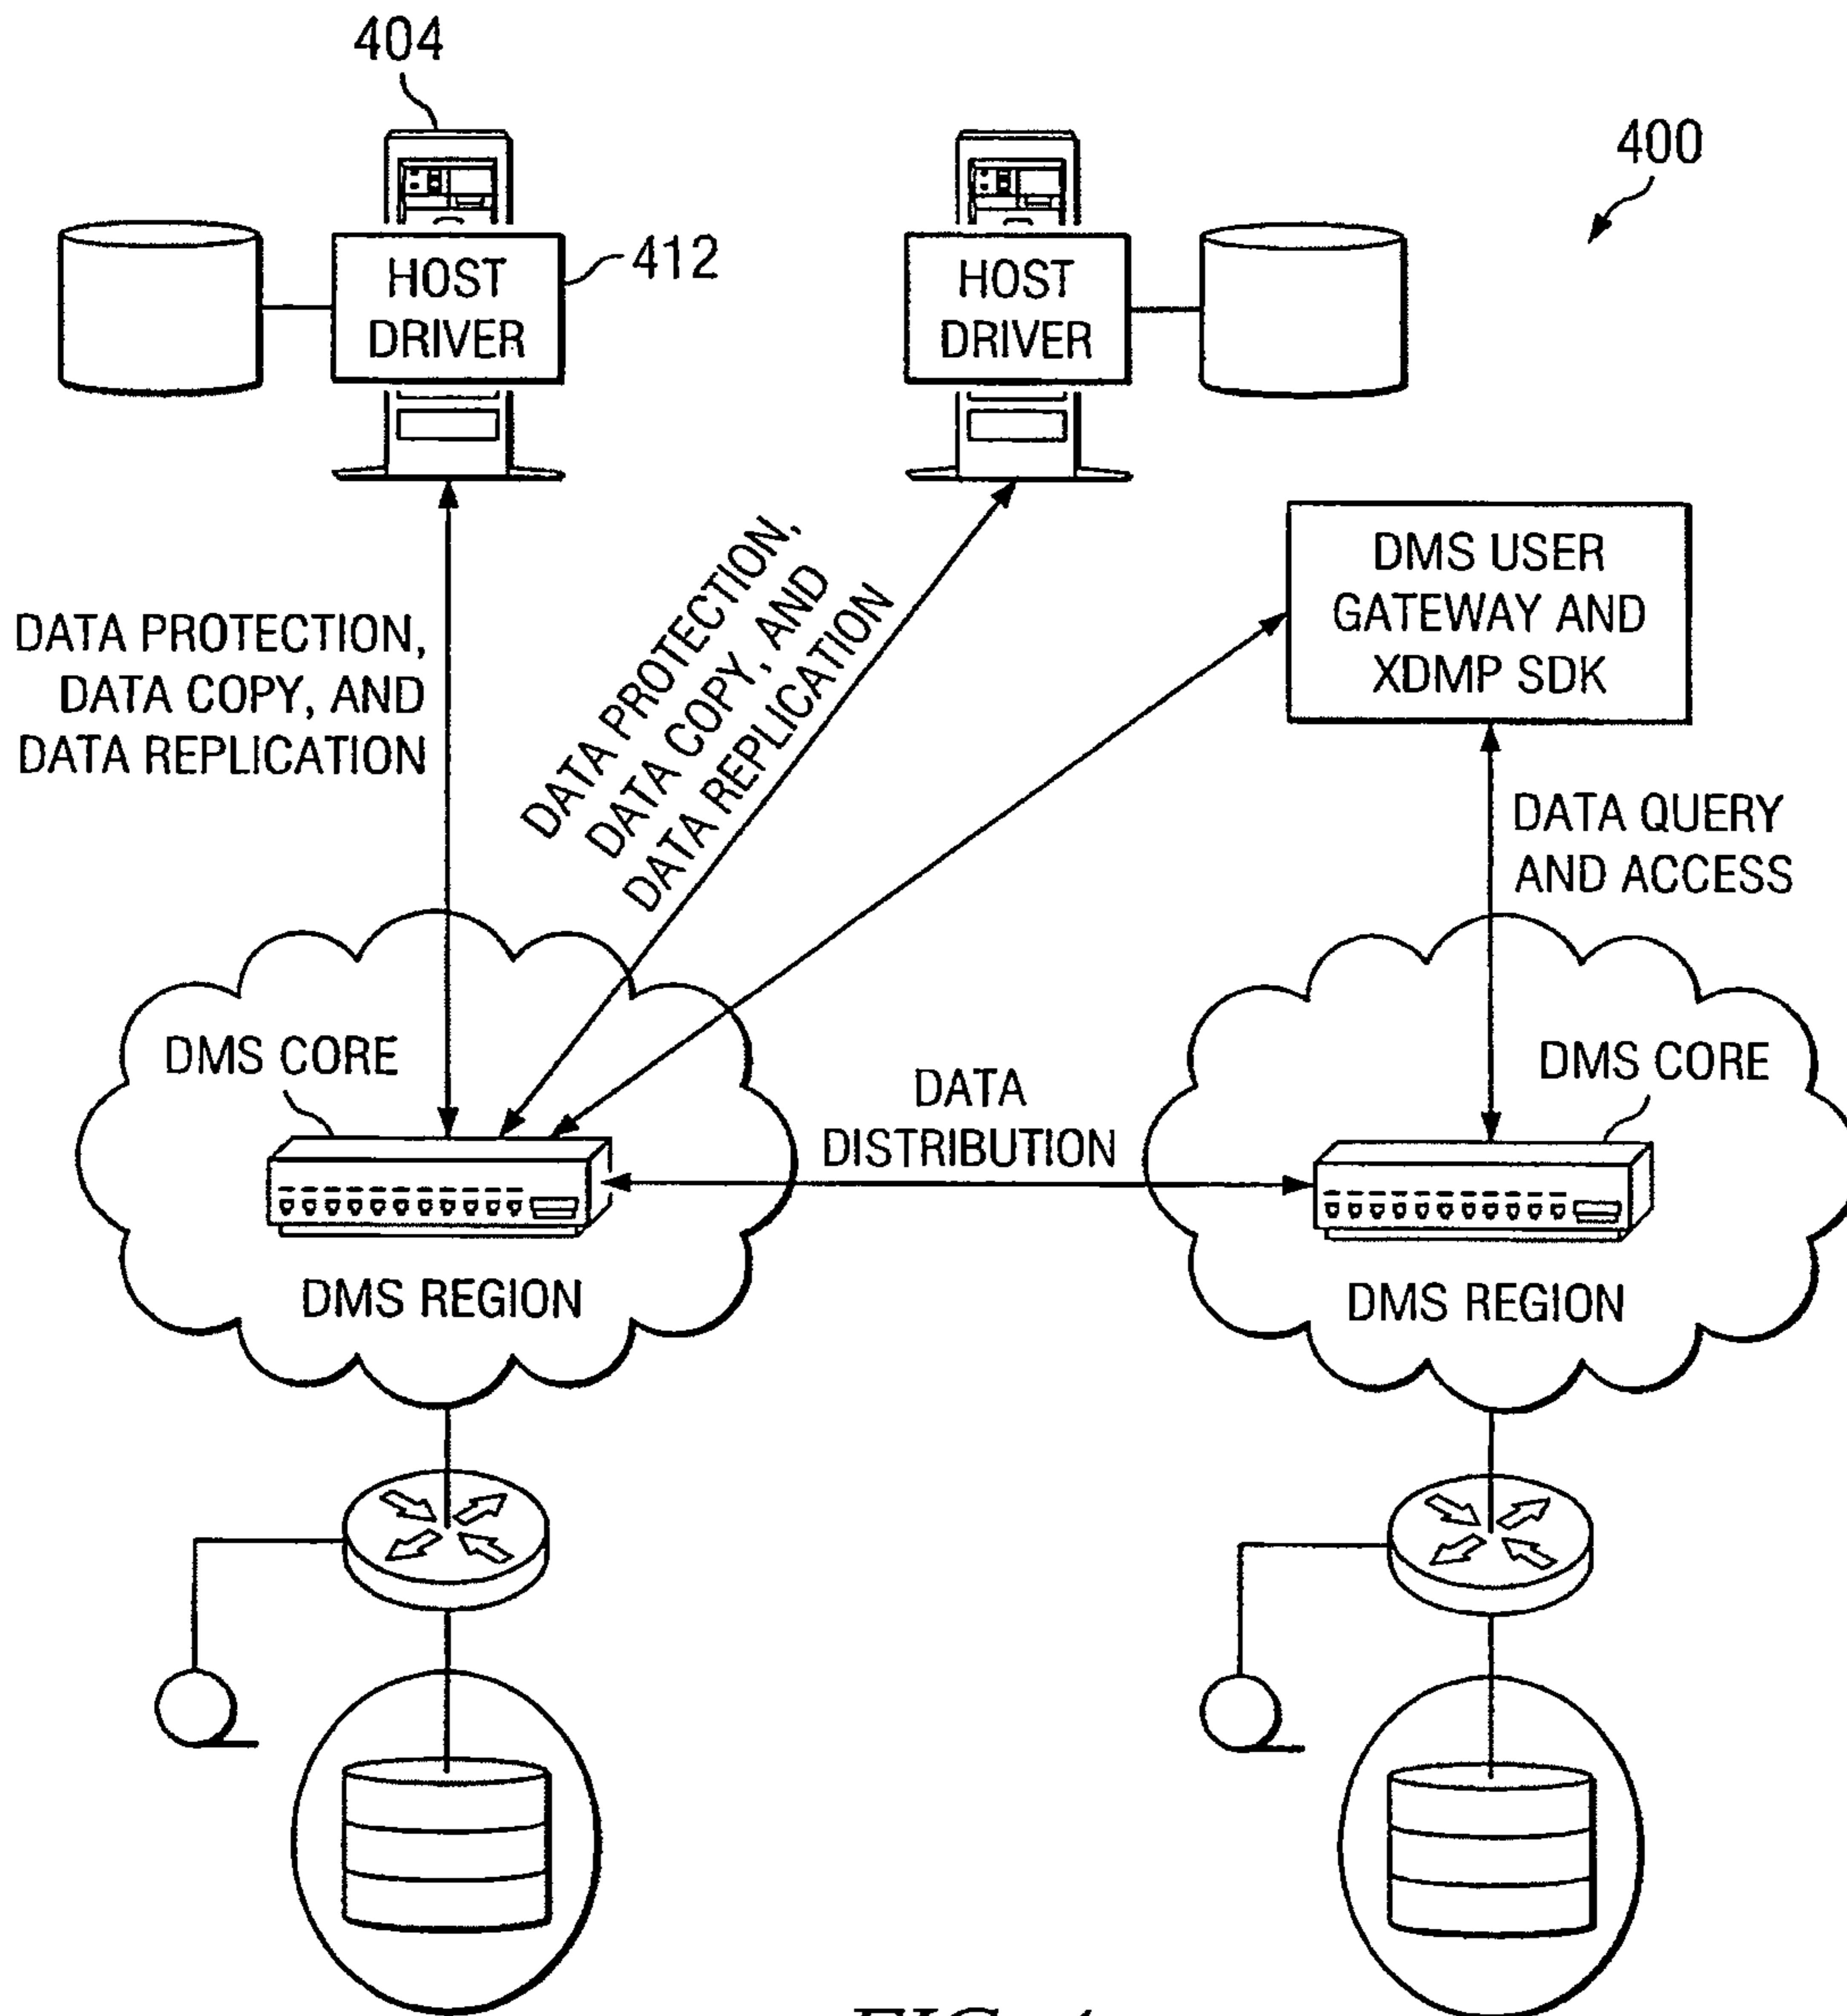 404
400
HOST
DRIVER
412
HOST
DRIVER
DATA PROTECTION,
DATA COPY, AND
DATA REPLICATION
DATA PROTECTION,
DATA COPY, AND
DATA REPLICATION
DMS USER
GATEWAY AND
XDMP SDK
DATA QUERY
AND ACCESS
DMS CORE
DATA
DISTRIBUTION
DMS CORE
DMS REGION
DMS REGION